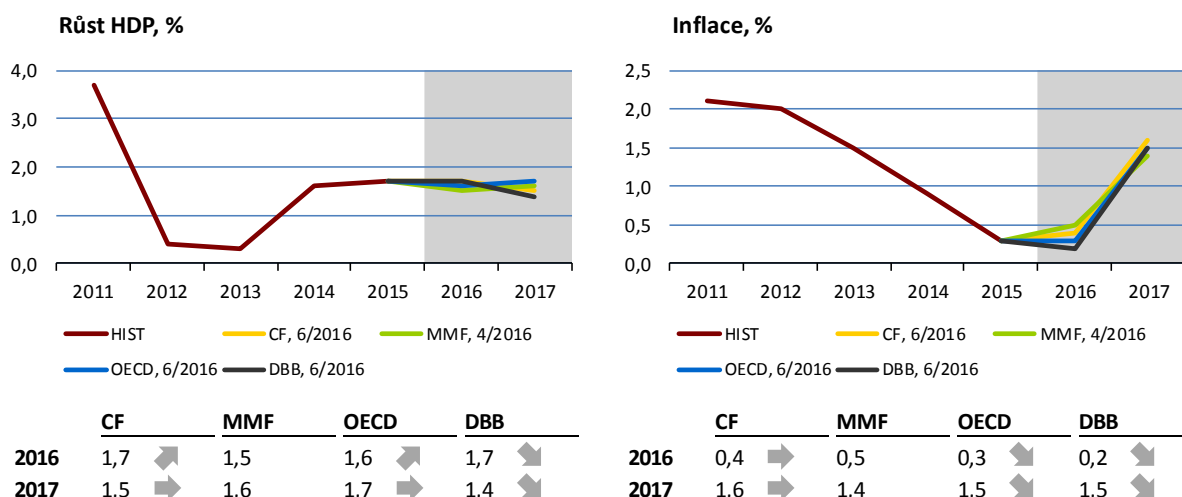 Růst HDP, %
4,0
3,0
2,0
1,0
0,0
2011 2012 2013 2014 2015 2016 2017
HIST CF, 6/2016 MMF, 4/2016
OECD, 6/2016 DBB, 6/2016
CF MMF OECD DBB
2016 1,7 1,5 1,6 1,7
2017 1,5 1,6 1,7 1,4
Inflace, %
2,5
2,0
1,5
1,0
0,5
0,0
2011 2012 2013 2014 2015 2016 2017
HIST CF, 6/2016 MMF, 4/2016
OECD, 6/2016 DBB, 6/2016
CF MMF OECD DBB
2016 0,4 0,5 0,3 0,2
2017 1,6 1,4 1,5 1,5